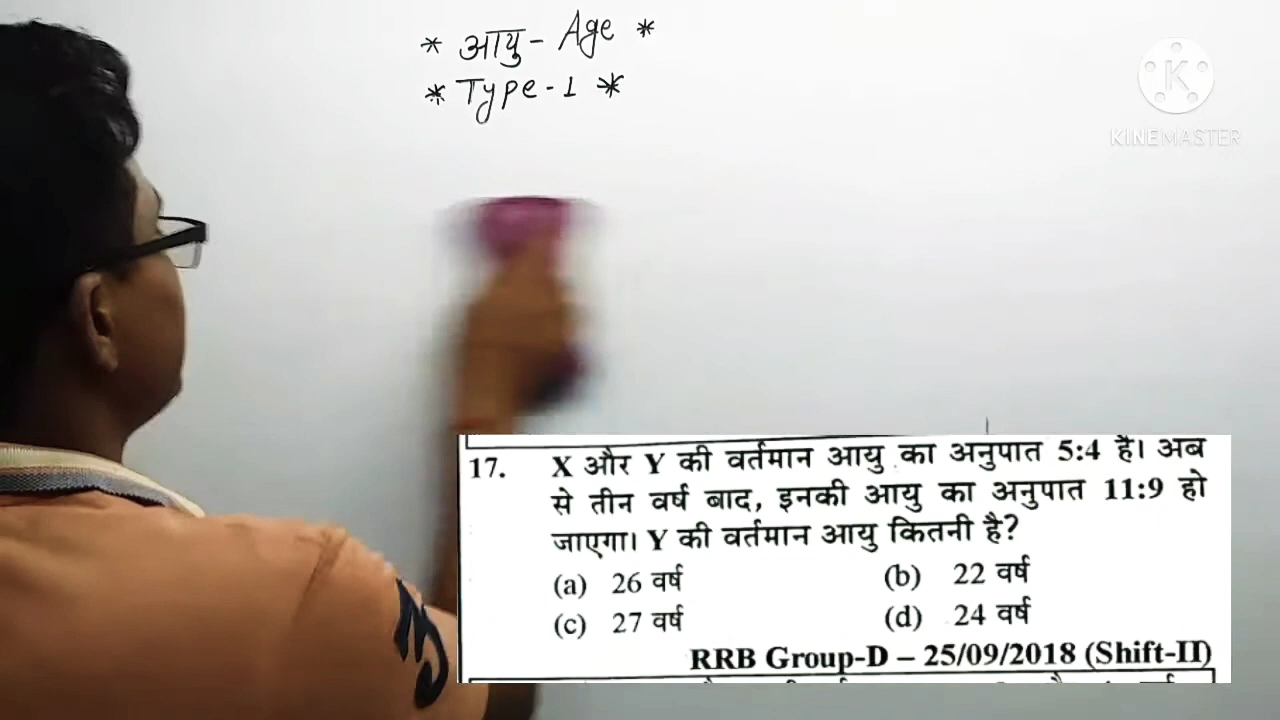 * आयु - Age *
* Type-1 *
KINEMASTER
17. X और Y की वर्तमान आयु का अनुपात 5:4 है। अब
से तीन वर्ष बाद, इनकी आयु का अनुपात 11:9 हो
जाएगा। Y की वर्तमान आयु कितनी है?
(a) 26 वर्ष (b) 22 वर्ष
(c) 27 वर्ष (d) 24 वर्ष
RRB Group-D – 25/09/2018 (Shift-II)